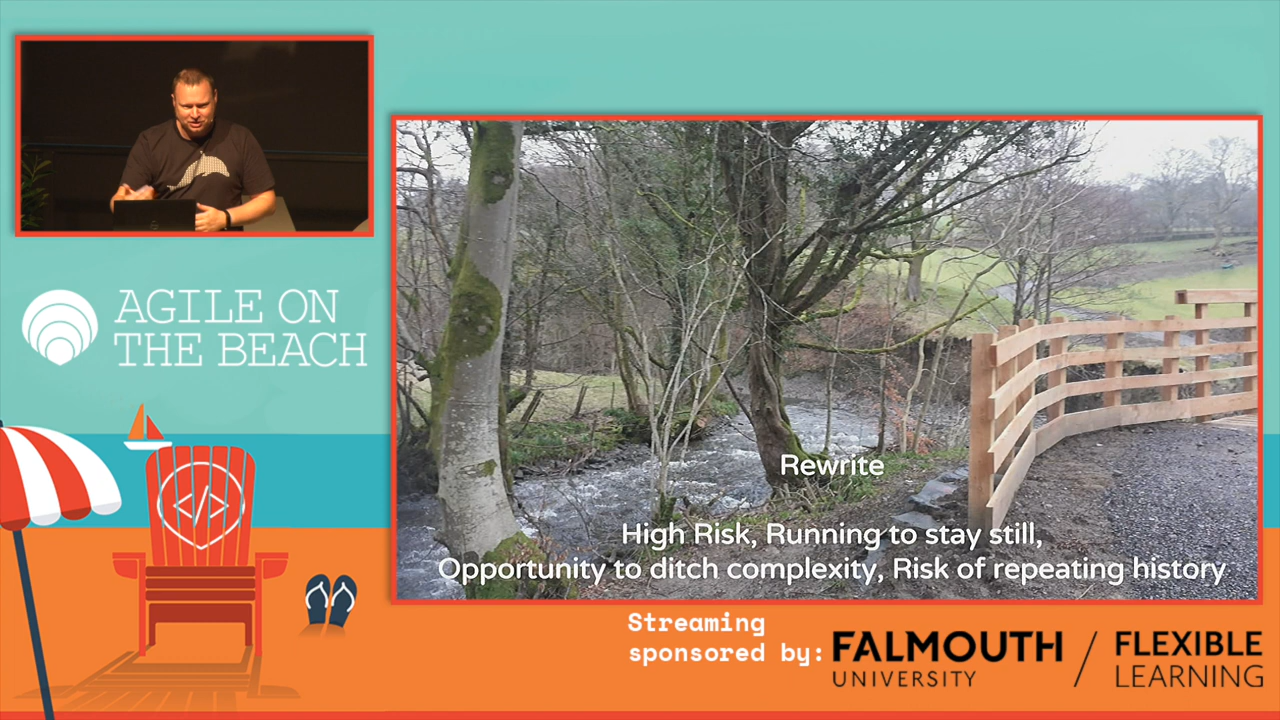 AGILE ON
THE BEACH
</>
Rewrite
High Risk, Running to stay still,
Opportunity to ditch complexity, Risk of repeating history
Streaming
sponsored by:
FALMOUTH
UNIVERSITY
/
FLEXIBLE
LEARNING